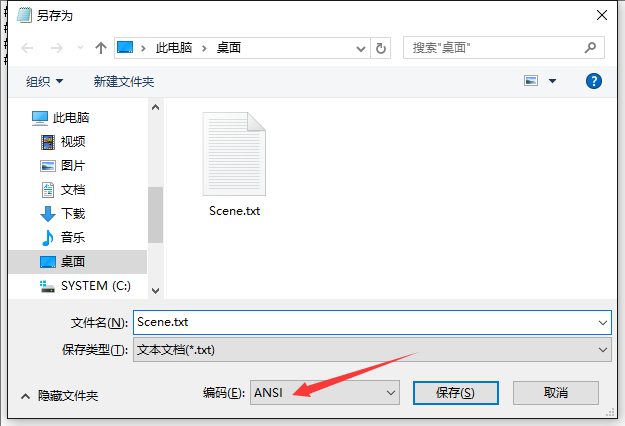 另存为
此电脑 桌面
搜索"桌面"
组织 新建文件夹
?
此电脑
视频
图片
文档
下载
音乐
桌面
SYSTEM (C:)
Scene.txt
文件名(N): Scene.txt
保存类型(T): 文本文档(*.txt)
隐藏文件夹 编码(E): ANSI 保存(S) 取消